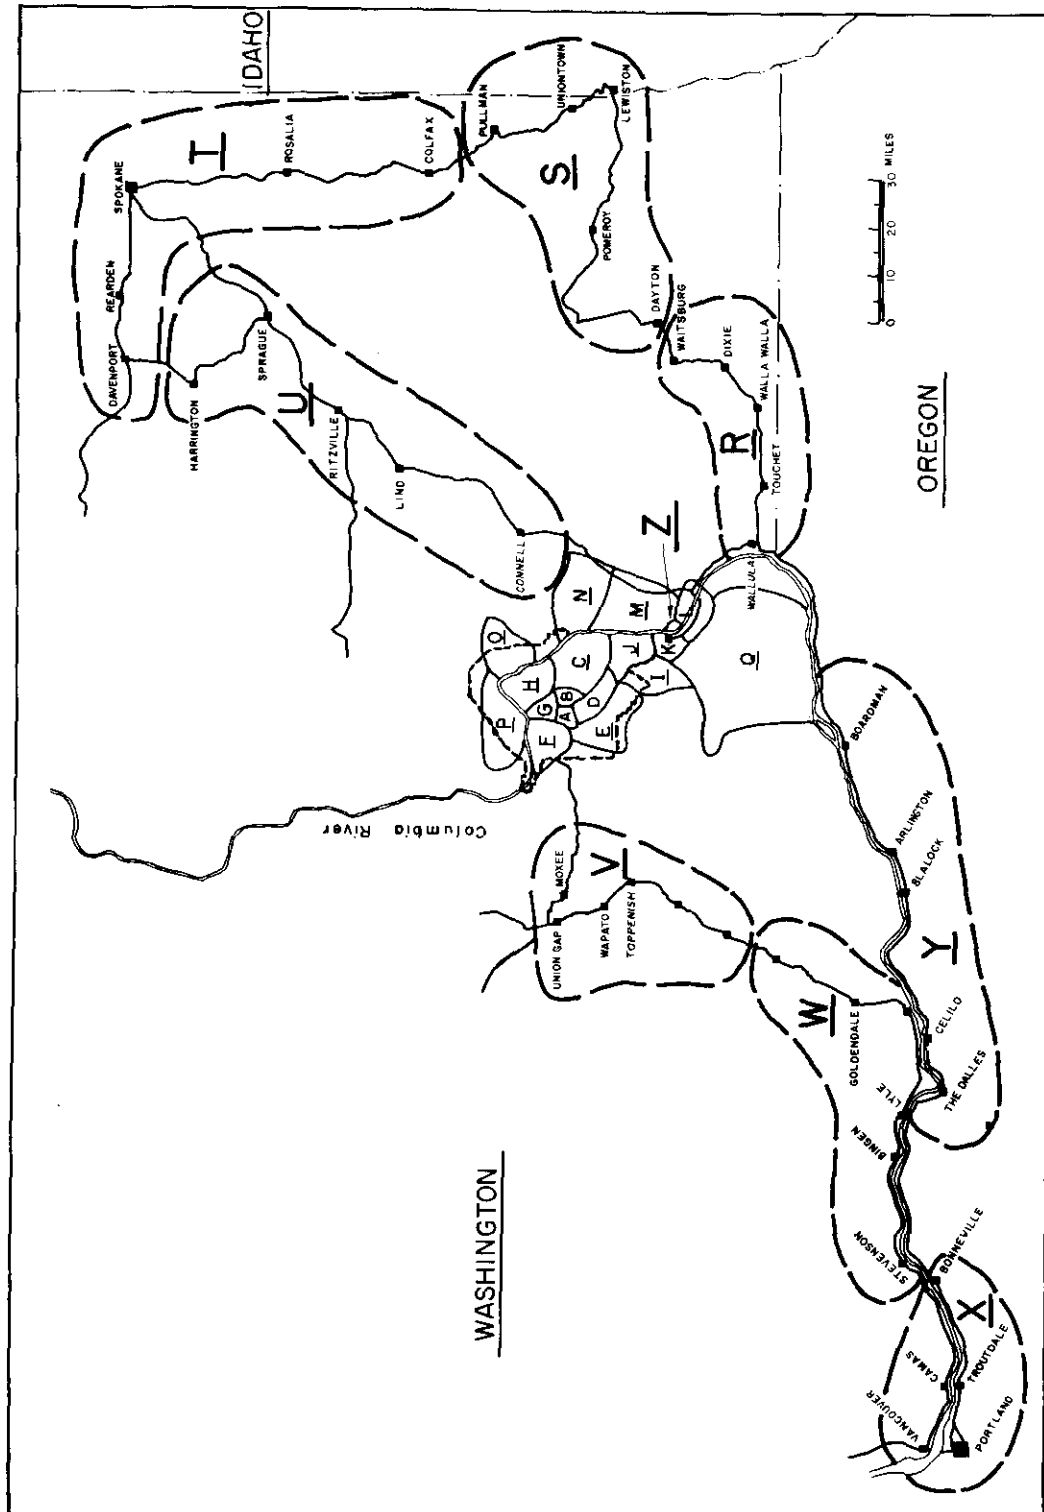 IDAHO
WASHINGTON
OREGON
Columbia River
T
SPOKANE
REARDEN
DAVENPORT
ROSALIA
COLFAX
S
PULLMAN
UNIONTOWN
LEWISTON
POMEROY
DAYTON
U
HARRINGTON
SPRAGUE
RITZVILLE
LIND
CONNELL
R
WAITSBURG
DIXIE
WALLA WALLA
TOUCHET
WALLULA
Z
N
M
L
K
J
I
O
C
H
P
G
B
A
D
F
E
Q
V
MOXEE
UNION GAP
WAPATO
TOPPENISH
W
GOLDENDALE
LYLE
BINGEN
STEVENSON
Y
BOARDMAN
ARLINGTON
BLALOCK
CELILO
THE DALLES
X
BONNEVILLE
CAMAS
TROUTDALE
VANCOUVER
PORTLAND
0 10 20 30 MILES